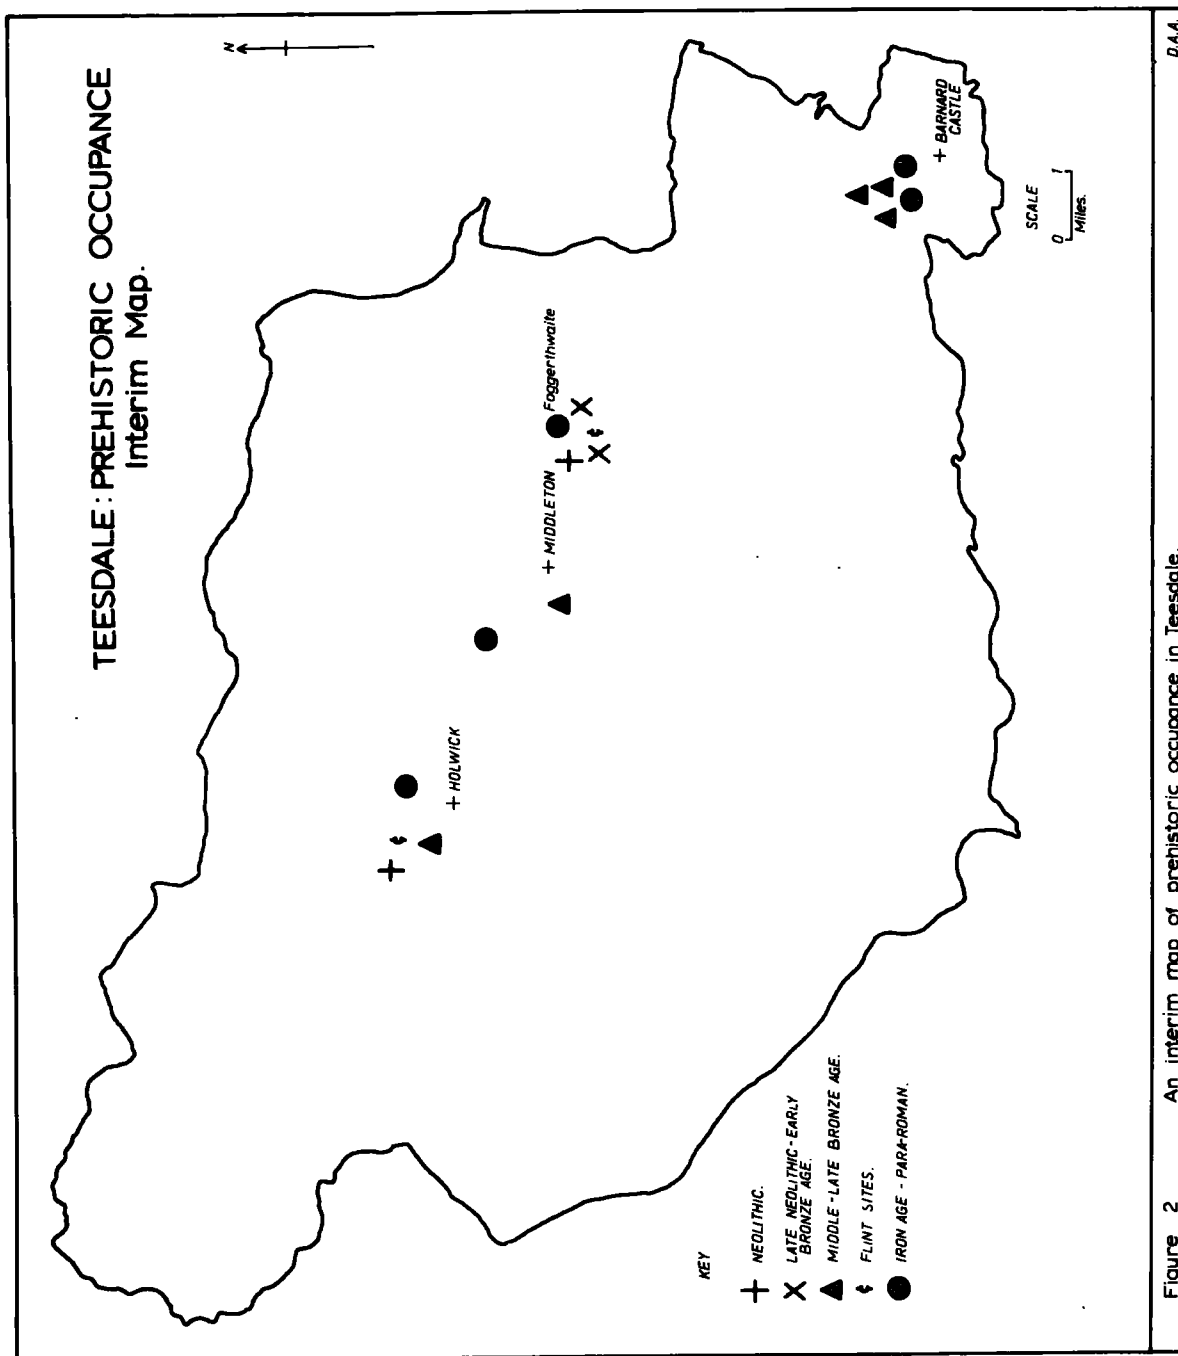 TEESDALE: PREHISTORIC OCCUPANCE
Interim Map.
N
+ HOLWICK
+ MIDDLETON
Foggerthwaite
+ BARNARD
CASTLE
SCALE
0 1
Miles.
KEY
NEOLITHIC.
LATE NEOLITHIC - EARLY
BRONZE AGE.
MIDDLE - LATE BRONZE AGE.
FLINT SITES.
IRON AGE - PARA-ROMAN.
Figure 2 An interim map of prehistoric occupance in Teesdale.
D.A.A.